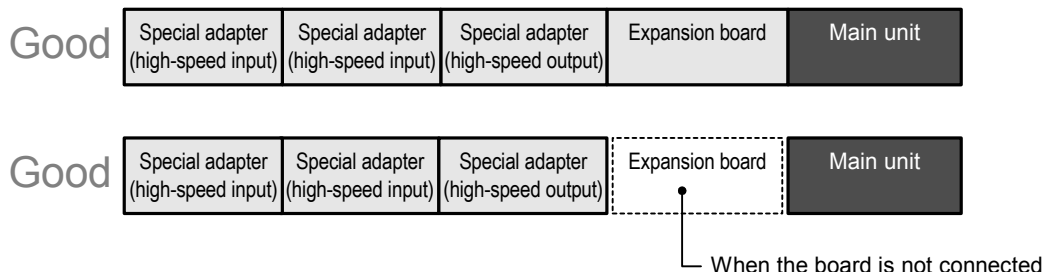 Good
Special adapter
(high-speed input)
Special adapter
(high-speed input)
Special adapter
(high-speed output)
Expansion board
Main unit
Good
Special adapter
(high-speed input)
Special adapter
(high-speed input)
Special adapter
(high-speed output)
Expansion board
Main unit
When the board is not connected